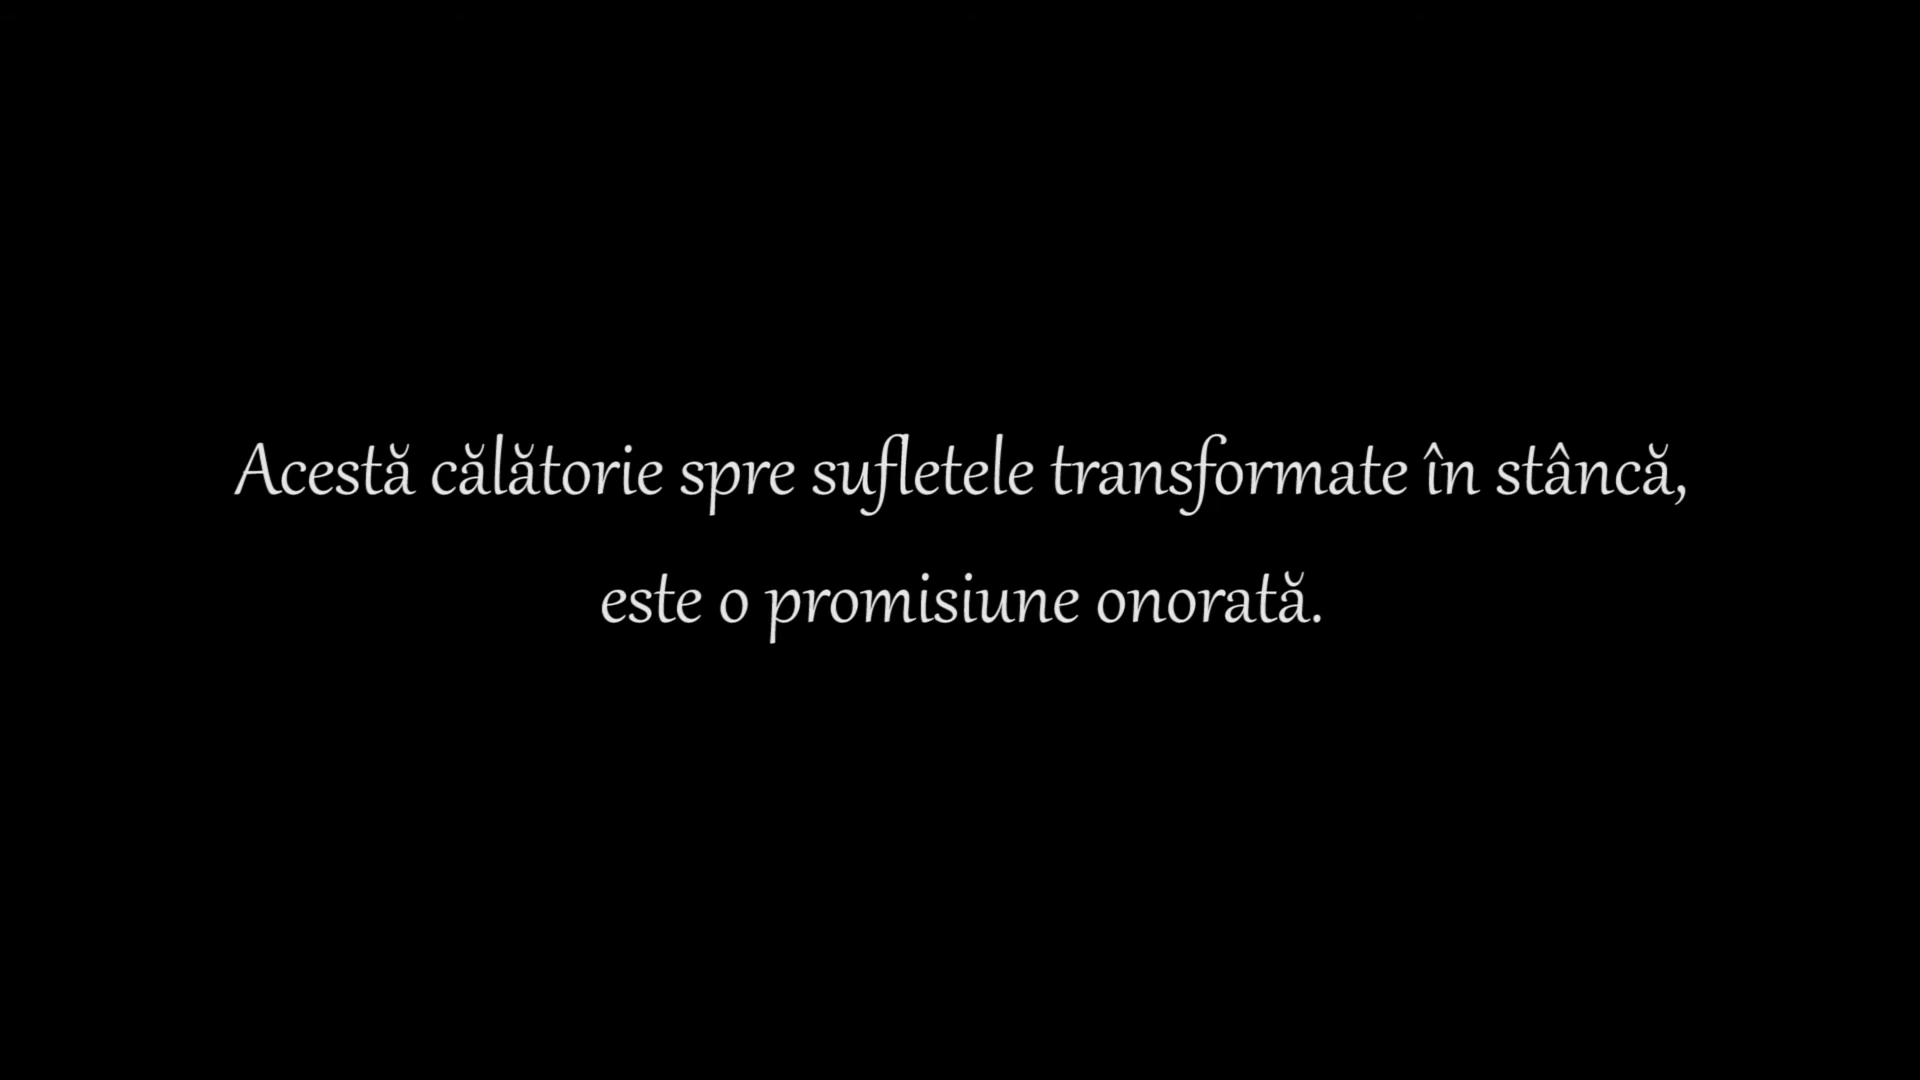 Acestă călătorie spre sufletele transformate în stâncă,
este o promisiune onorată.